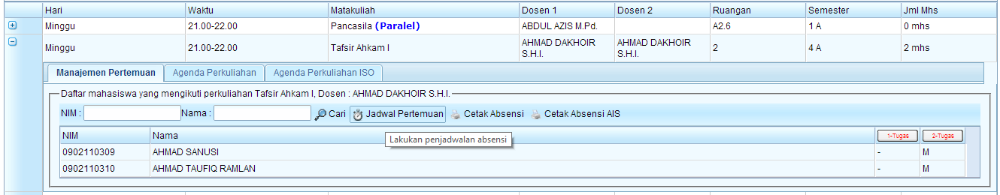 Hari Waktu Matakuliah Dosen 1 Dosen 2 Ruangan Semester Jml Mhs
Minggu 21.00-22.00 Pancasila (Paralel) ABDUL AZIS M.Pd. A2.6 1 A 0 mhs
Minggu 21.00-22.00 Tafsir Ahkam I AHMAD DAKHOIR S.H.I. AHMAD DAKHOIR S.H.I. 2 4 A 2 mhs
Manajemen Pertemuan Agenda Perkuliahan Agenda Perkuliahan ISO
Daftar mahasiswa yang mengikuti perkuliahan Tafsir Ahkam I, Dosen : AHMAD DAKHOIR S.H.I.
NIM : Nama : Cari Jadwal Pertemuan Cetak Absensi Cetak Absensi AIS
NIM Nama 1-Tugas 2-Tugas
Lakukan penjadwalan absensi
0902110309 AHMAD SANUSI - M
0902110310 AHMAD TAUFIQ RAMLAN - M